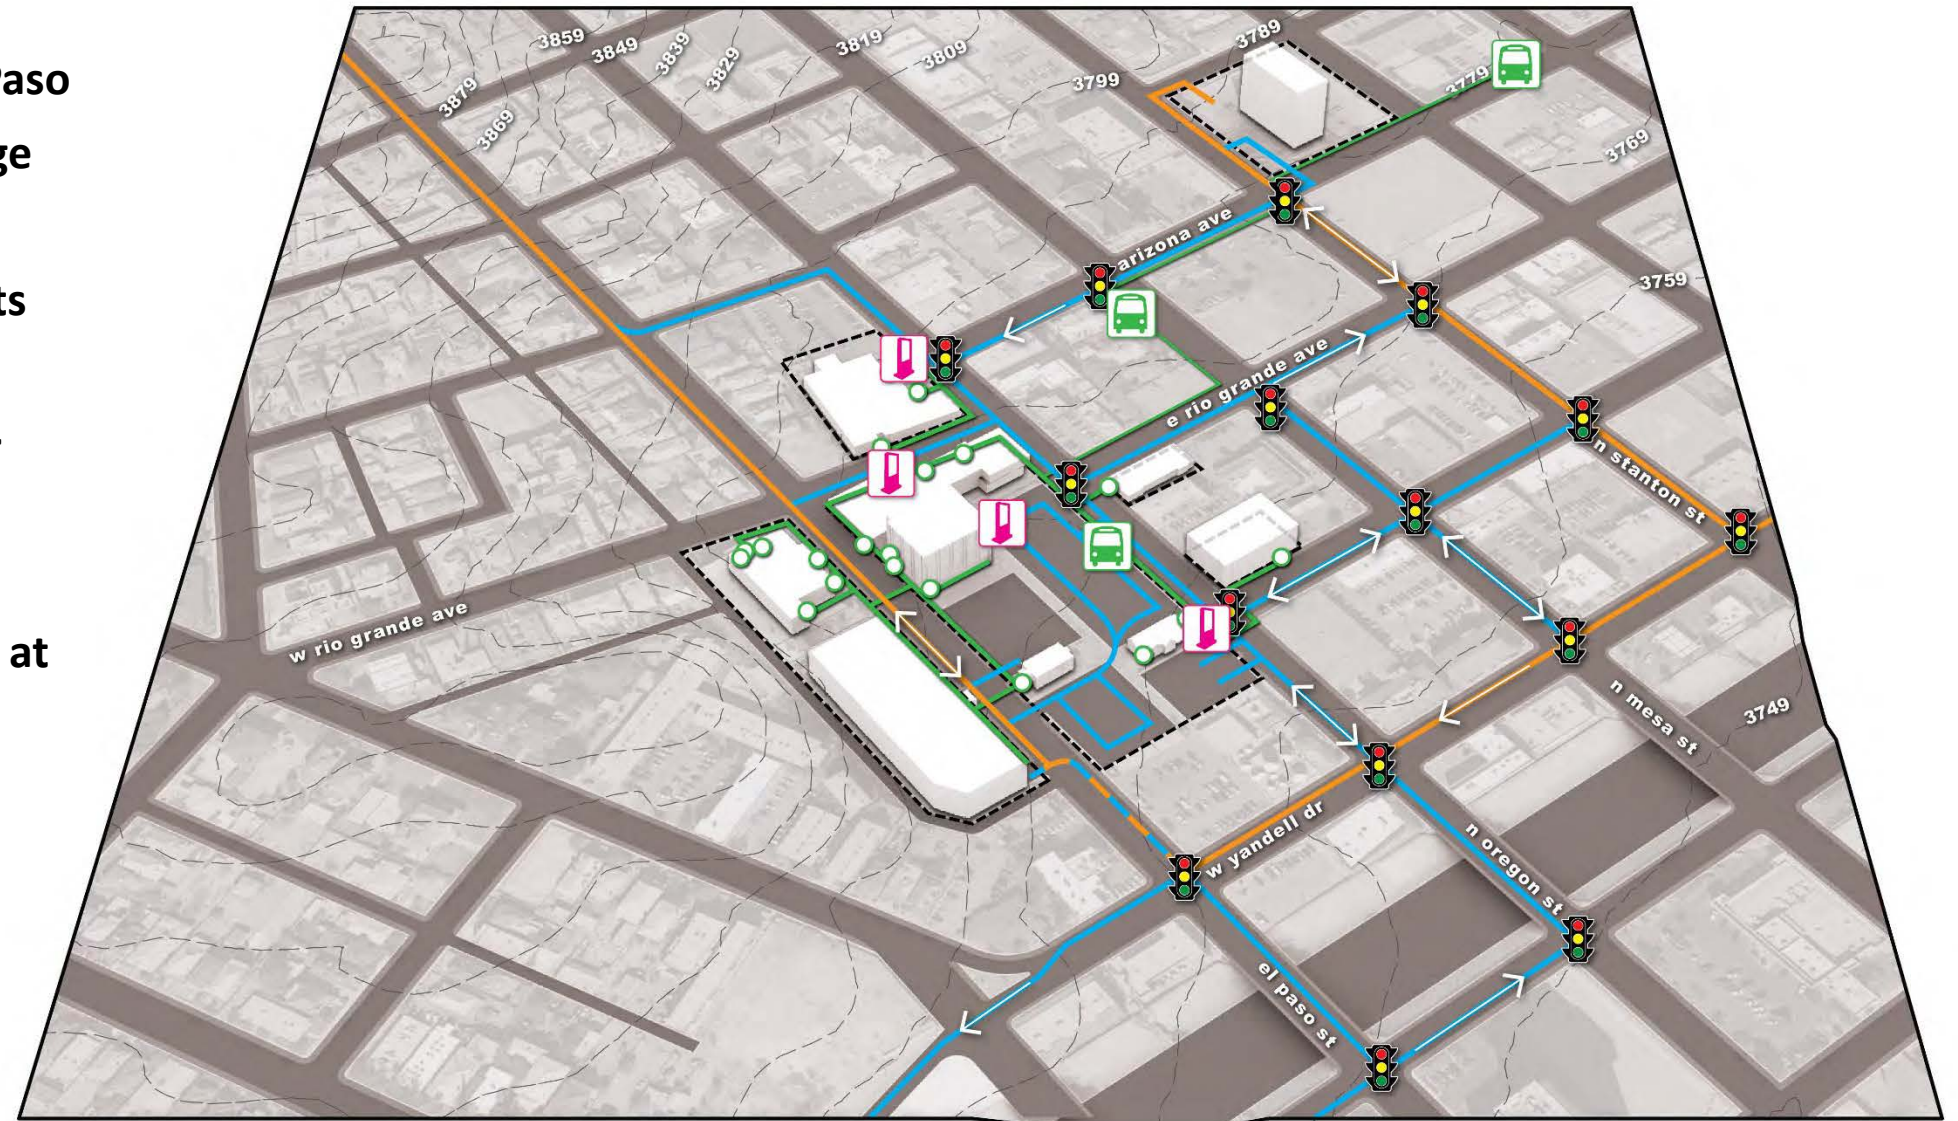 Paso
ge
ts
at
3859
3849
3839
3829
3819
3809
3799
3789
3779
3769
3759
3749
3879
3869
arizona ave
e rio grande ave
n stanton st
w rio grande ave
n mesa st
w yandell dr
n oregon st
el paso st